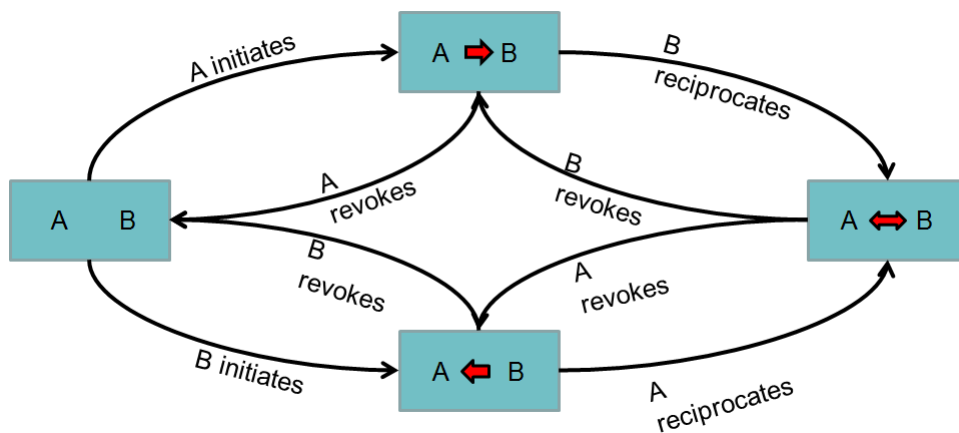 A initiates
A B
B
reciprocates
A
revokes
B
revokes
A B
A B
B
revokes
A
revokes
B initiates
A B
A
reciprocates